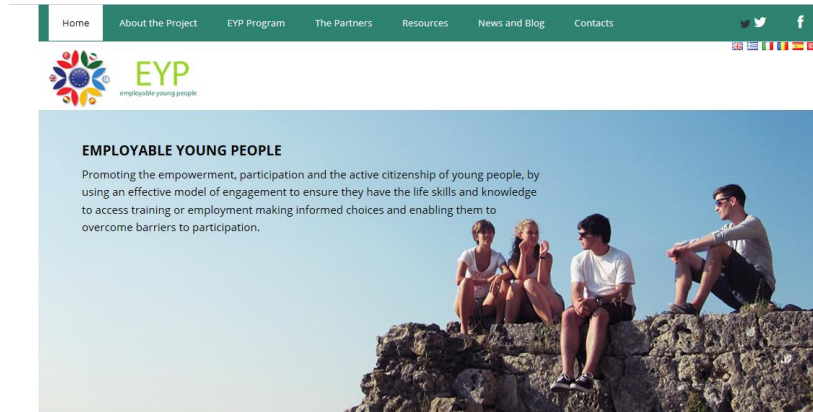 Home About the Project EYP Program The Partners Resources News and Blog Contacts
EYP
employable young people
EMPLOYABLE YOUNG PEOPLE
Promoting the empowerment, participation and the active citizenship of young people, by
using an effective model of engagement to ensure they have the life skills and knowledge
to access training or employment making informed choices and enabling them to
overcome barriers to participation.